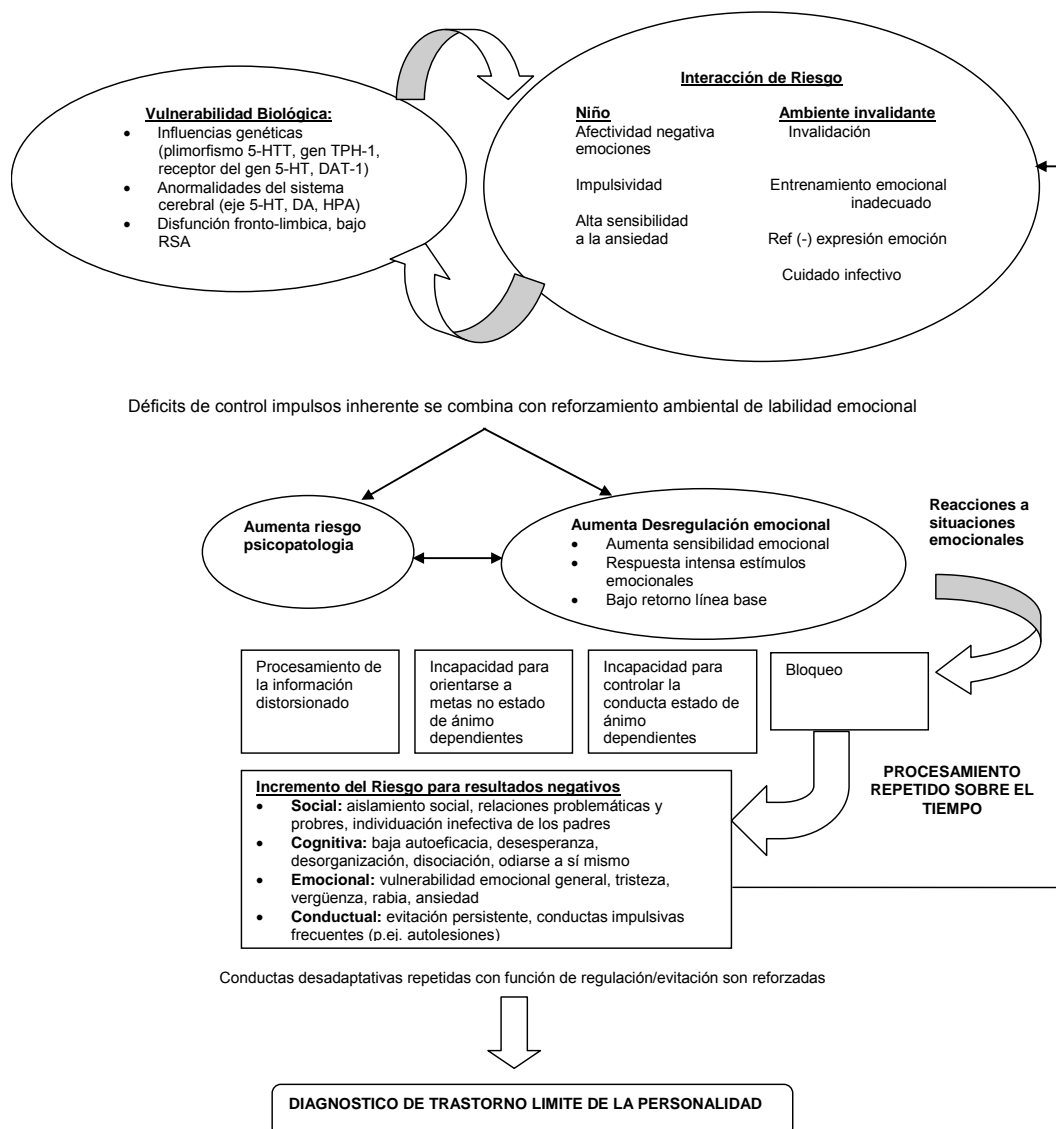 Vulnerabilidad Biológica:
• Influencias genéticas
(plimorfismo 5-HTT, gen TPH-1,
receptor del gen 5-HT, DAT-1)
• Anormalidades del sistema
cerebral (eje 5-HT, DA, HPA)
• Disfunción fronto-limbica, bajo
RSA
Interacción de Riesgo
Niño
Afectividad negativa
emociones
Impulsividad
Alta sensibilidad
a la ansiedad
Ambiente invalidante
Invalidación
Entrenamiento emocional
inadecuado
Ref (-) expresión emoción
Cuidado infectivo
Déficits de control impulsos inherente se combina con reforzamiento ambiental de labilidad emocional
Aumenta riesgo
psicopatologia
Aumenta Desregulación emocional
• Aumenta sensibilidad emocional
• Respuesta intensa estímulos
emocionales
• Bajo retorno línea base
Reacciones a
situaciones
emocionales
Procesamiento de
la información
distorsionado
Incapacidad para
orientarse a
metas no estado
de ánimo
dependientes
Incapacidad para
controlar la
conducta estado de
ánimo
dependientes
Bloqueo
PROCESAMIENTO
REPETIDO SOBRE EL
TIEMPO
Incremento del Riesgo para resultados negativos
• Social: aislamiento social, relaciones problemáticas y
probres, individuación inefectiva de los padres
• Cognitiva: baja autoeficacia, desesperanza,
desorganización, disociación, odiarse a sí mismo
• Emocional: vulnerabilidad emocional general, tristeza,
vergüenza, rabia, ansiedad
• Conductual: evitación persistente, conductas impulsivas
frecuentes (p.ej. autolesiones)
Conductas desadaptativas repetidas con función de regulación/evitación son reforzadas
DIAGNOSTICO DE TRASTORNO LIMITE DE LA PERSONALIDAD